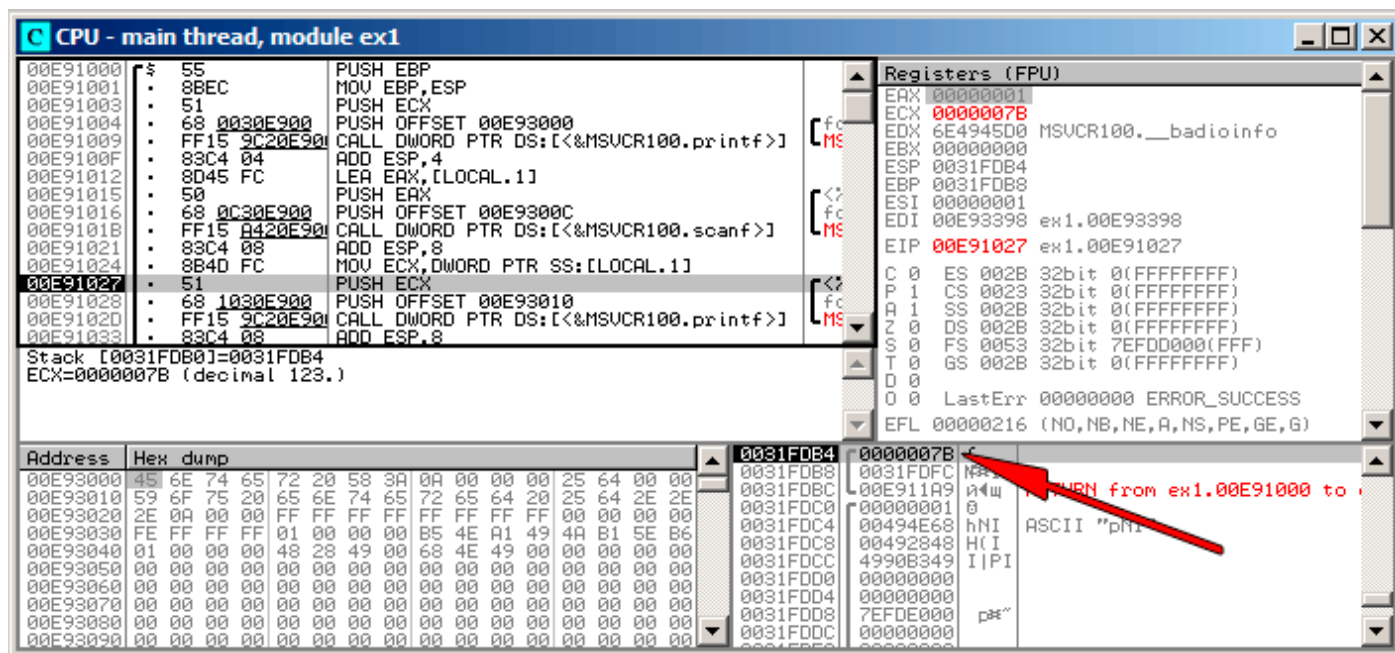 C CPU - main thread, module ex1
00E91000 $ 55 PUSH EBP
00E91001 . 8BEC MOV EBP,ESP
00E91003 . 51 PUSH ECX
00E91004 . 68 0030E900 PUSH OFFSET 00E93000
00E91009 . FF15 9C20E90 CALL DWORD PTR DS:[<&MSVCR100.printf>]
00E9100F . 83C4 04 ADD ESP,4
00E91012 . 8D45 FC LEA EAX,[LOCAL.1]
00E91015 . 50 PUSH EAX
00E91016 . 68 0C30E900 PUSH OFFSET 00E9300C
00E9101B . FF15 A420E90 CALL DWORD PTR DS:[<&MSVCR100.scanf>]
00E91021 . 83C4 08 ADD ESP,8
00E91024 . 8B4D FC MOV ECX,DWORD PTR SS:[LOCAL.1]
00E91027 . 51 PUSH ECX
00E91028 . 68 1030E900 PUSH OFFSET 00E93010
00E9102D . FF15 9C20E90 CALL DWORD PTR DS:[<&MSVCR100.printf>]
00E91033 . 83C4 08 ADD ESP,8
Stack [0031FDB0]=0031FDB4
ECX=0000007B (decimal 123.)
Registers (FPU)
EAX 00000001
ECX 0000007B
EDX 6E4945D0 MSVCR100.__badioinfo
EBX 00000000
ESP 0031FDB4
EBP 0031FDB8
ESI 00000001
EDI 00E93398 ex1.00E93398
EIP 00E91027 ex1.00E91027
C 0 ES 002B 32bit 0(FFFFFFFF)
P 1 CS 0023 32bit 0(FFFFFFFF)
A 1 SS 002B 32bit 0(FFFFFFFF)
Z 0 DS 002B 32bit 0(FFFFFFFF)
S 0 FS 0053 32bit 7EFDD000(FFF)
T 0 GS 002B 32bit 0(FFFFFFFF)
D 0
O 0 LastErr 00000000 ERROR_SUCCESS
EFL 00000216 (NO,NB,NE,A,NS,PE,GE,G)
Address Hex dump
00E93000 45 6E 74 65 72 20 58 3A 0A 00 00 00 25 64 00 00
00E93010 59 6F 75 20 65 6E 74 65 72 65 64 20 25 64 2E 2E
00E93020 2E 0A 00 00 FF FF FF FF FF FF FF FF 00 00 00 00
00E93030 FE FF FF FF 01 00 00 00 B5 4E A1 49 4A B1 5E B6
00E93040 01 00 00 00 48 28 49 00 68 4E 49 00 00 00 00 00
00E93050 00 00 00 00 00 00 00 00 00 00 00 00 00 00 00 00
00E93060 00 00 00 00 00 00 00 00 00 00 00 00 00 00 00 00
00E93070 00 00 00 00 00 00 00 00 00 00 00 00 00 00 00 00
00E93080 00 00 00 00 00 00 00 00 00 00 00 00 00 00 00 00
00E93090 00 00 00 00 00 00 00 00 00 00 00 00 00 00 00 00
0031FDB4 0000007B {
0031FDB8 0031FDFC
0031FDBC 00E911A9 from ex1.00E91000 to
0031FDC0 00000001
0031FDC4 00494E68 hNI ASCII
0031FDC8 00492848 H(I
0031FDCC 4990B349 I|PI
0031FDD0 00000000
0031FDD4 00000000
0031FDD8 7EFDE000
0031FDDC 00000000